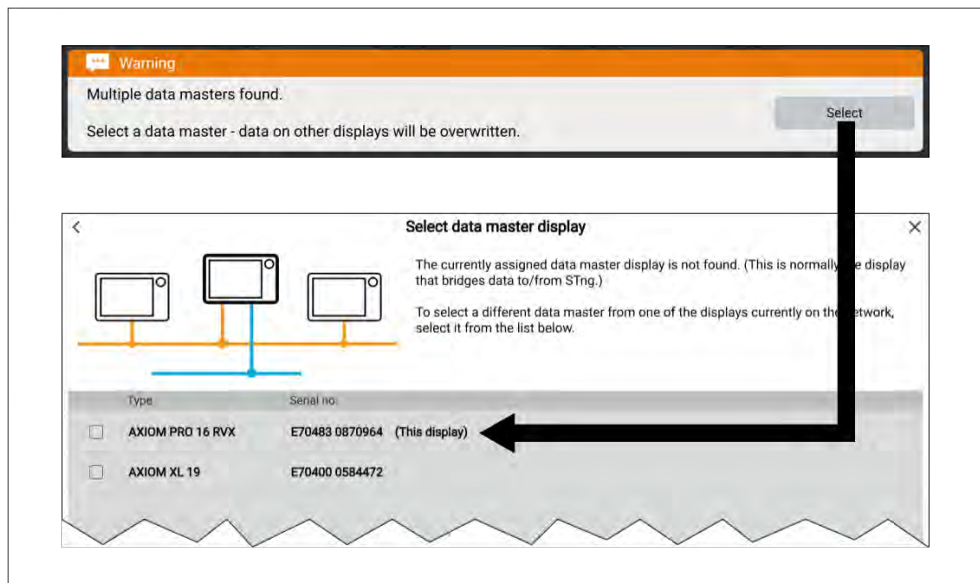 Warning
Multiple data masters found.
Select a data master - data on other displays will be overwritten.
Select
Select data master display
The currently assigned data master display is not found. (This is normally the display
that bridges data to/from STng.)
To select a different data master from one of the displays currently on the network,
select it from the list below.
Type Serial no.
AXIOM PRO 16 RVX E70483 0870964 (This display)
AXIOM XL 19 E70400 0584472